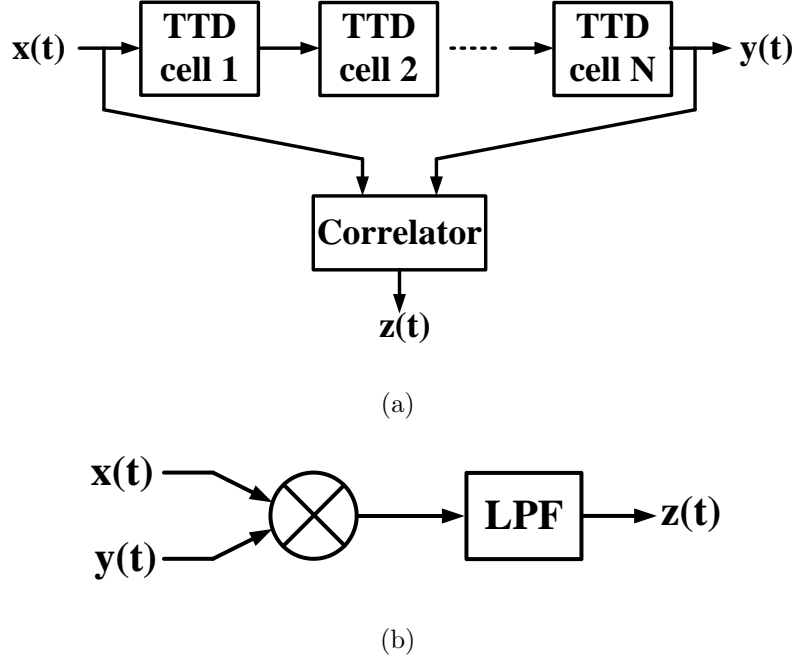 x(t)
TTD
cell 1
TTD
cell 2
TTD
cell N
y(t)
Correlator
z(t)
(a)
x(t)
y(t)
LPF
z(t)
(b)